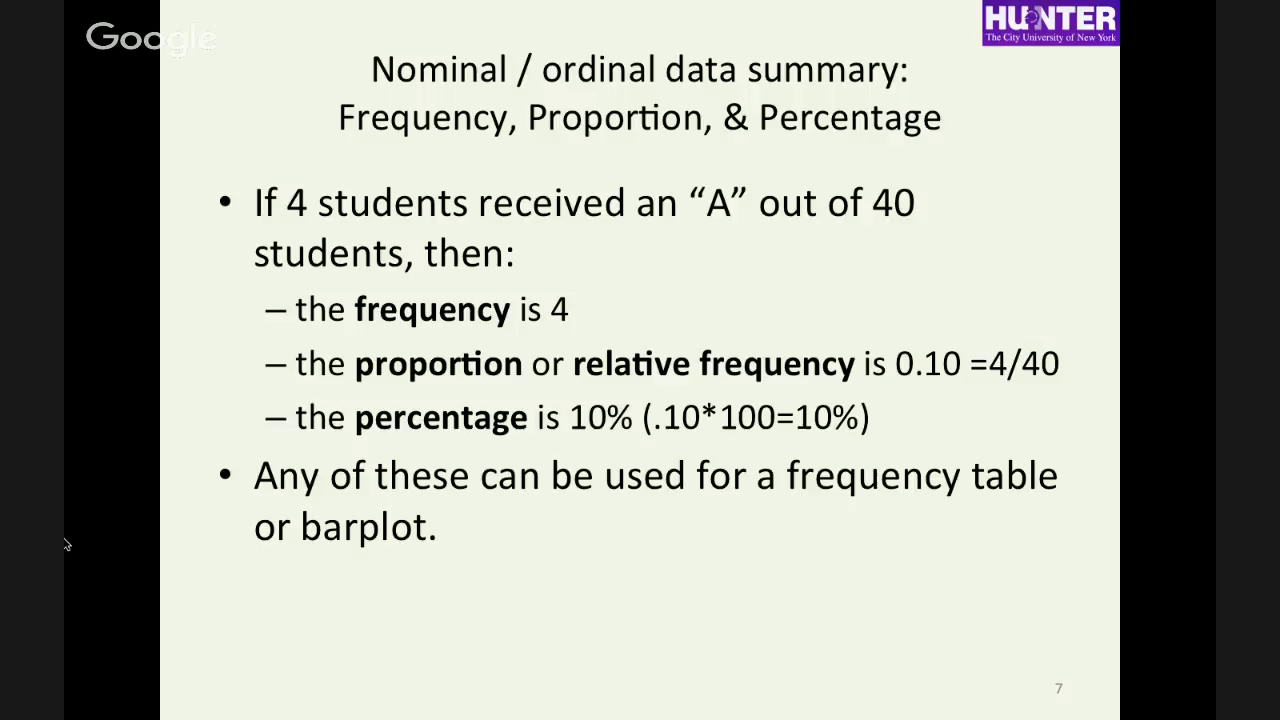 Google
HUNTER
The City University of New York
Nominal / ordinal data summary:
Frequency, Proportion, & Percentage
• If 4 students received an “A” out of 40
students, then:
– the frequency is 4
– the proportion or relative frequency is 0.10 =4/40
– the percentage is 10% (.10*100=10%)
• Any of these can be used for a frequency table
or barplot.
7